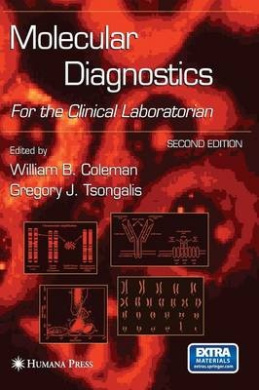 Molecular
Diagnostics
For the Clinical Laboratorian
SECOND EDITION
Edited by
William B. Coleman
Gregory J. Tsongalis
HUMANA PRESS
EXTRA
MATERIALS
extras.springer.com